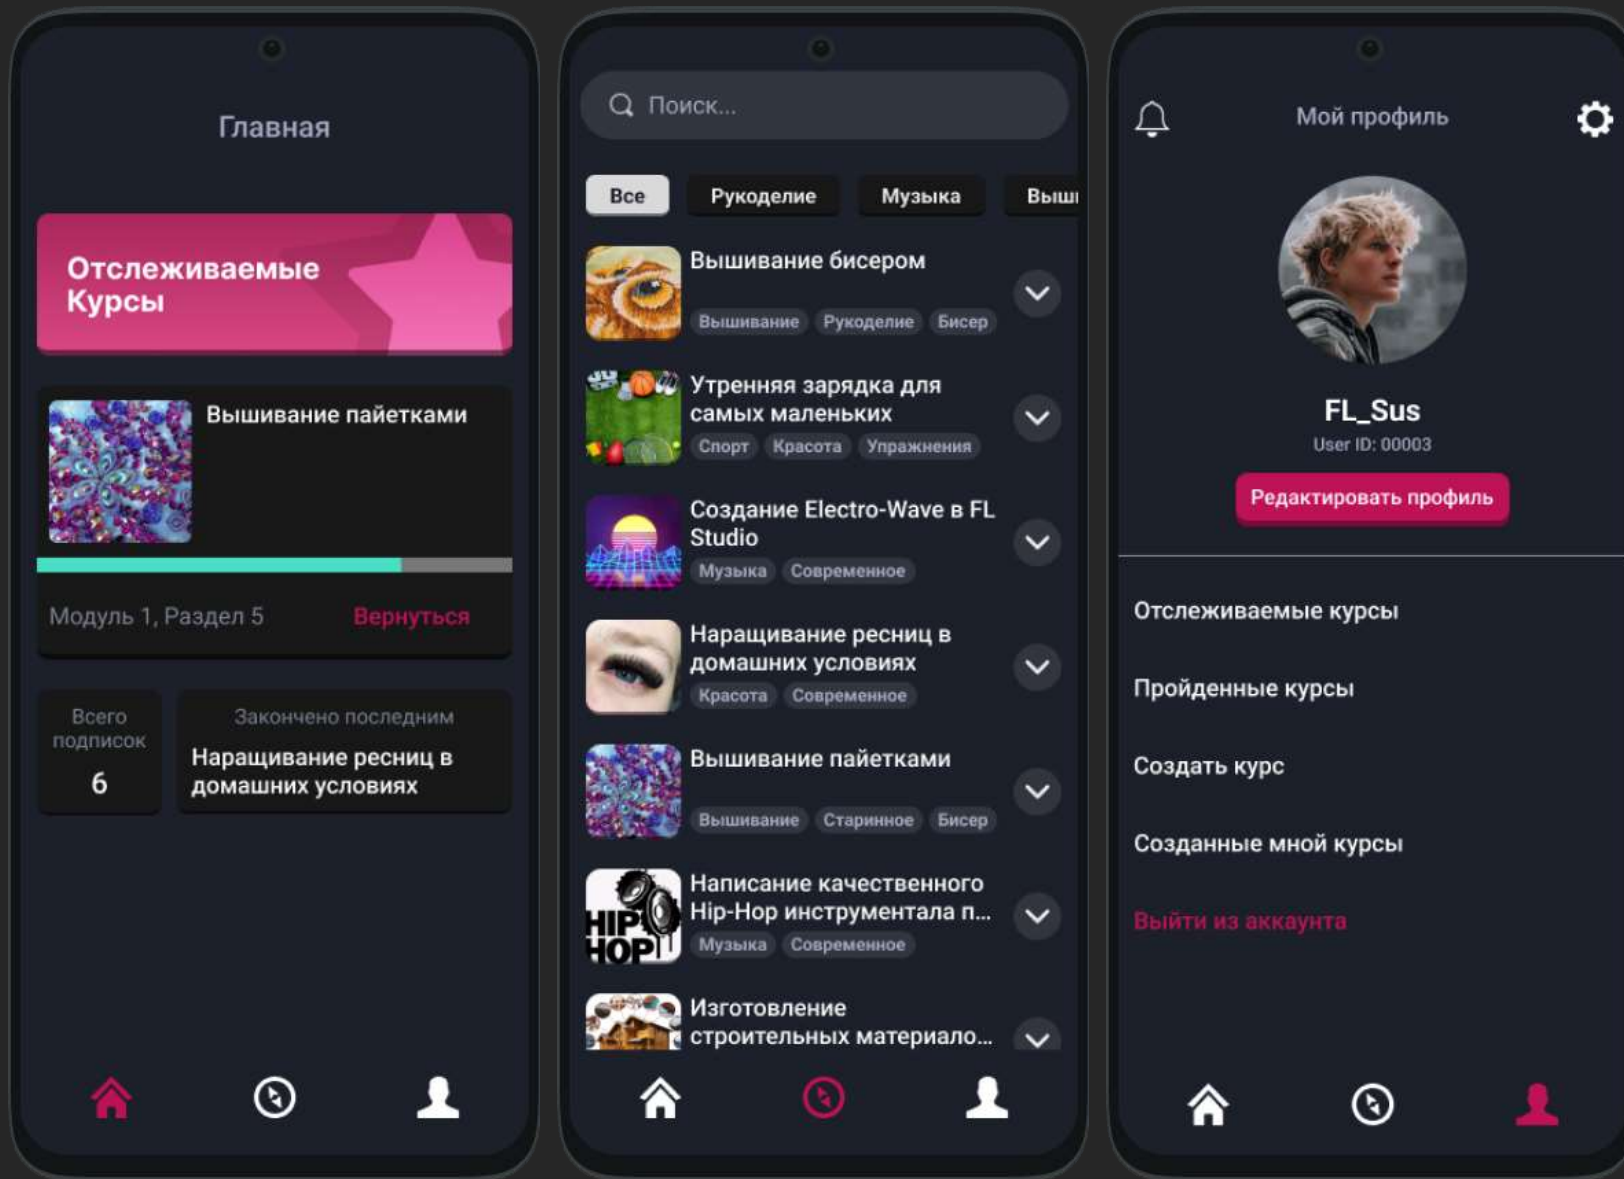 Главная
Отслеживаемые
Курсы
Вышивание пайетками
Модуль 1, Раздел 5 Вернуться
Всего
подписок
6
Закончено последним
Наращивание ресниц в
домашних условиях
Поиск...
Все Рукоделие Музыка
Вышивание бисером
Вышивание Рукоделие Бисер
Утренняя зарядка для
самых маленьких
Спорт Красота Упражнения
Создание Electro-Wave в FL
Studio
Музыка Современное
Наращивание ресниц в
домашних условиях
Красота Современное
Вышивание пайетками
Вышивание Старинное Бисер
HIP
HOP
Написание качественного
Hip-Hop инструментала п...
Музыка Современное
Изготовление
строительных материало...
Мой профиль
FL_Sus
User ID: 00003
Редактировать профиль
Отслеживаемые курсы
Пройденные курсы
Создать курс
Созданные мной курсы
Выйти из аккаунта